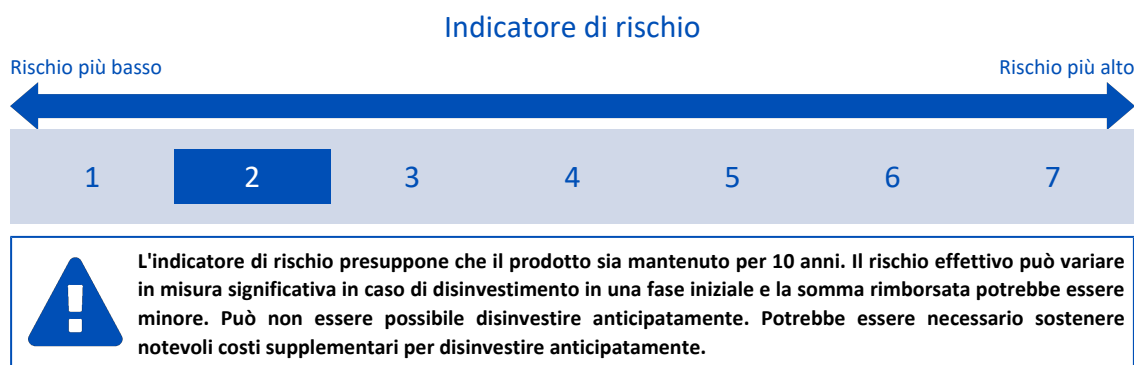 Indicatore di rischio
Rischio più basso
Rischio più alto
1 2 3 4 5 6 7
L'indicatore di rischio presuppone che il prodotto sia mantenuto per 10 anni. Il rischio effettivo può variare
in misura significativa in caso di disinvestimento in una fase iniziale e la somma rimborsata potrebbe essere
minore. Può non essere possibile disinvestire anticipatamente. Potrebbe essere necessario sostenere
notevoli costi supplementari per disinvestire anticipatamente.